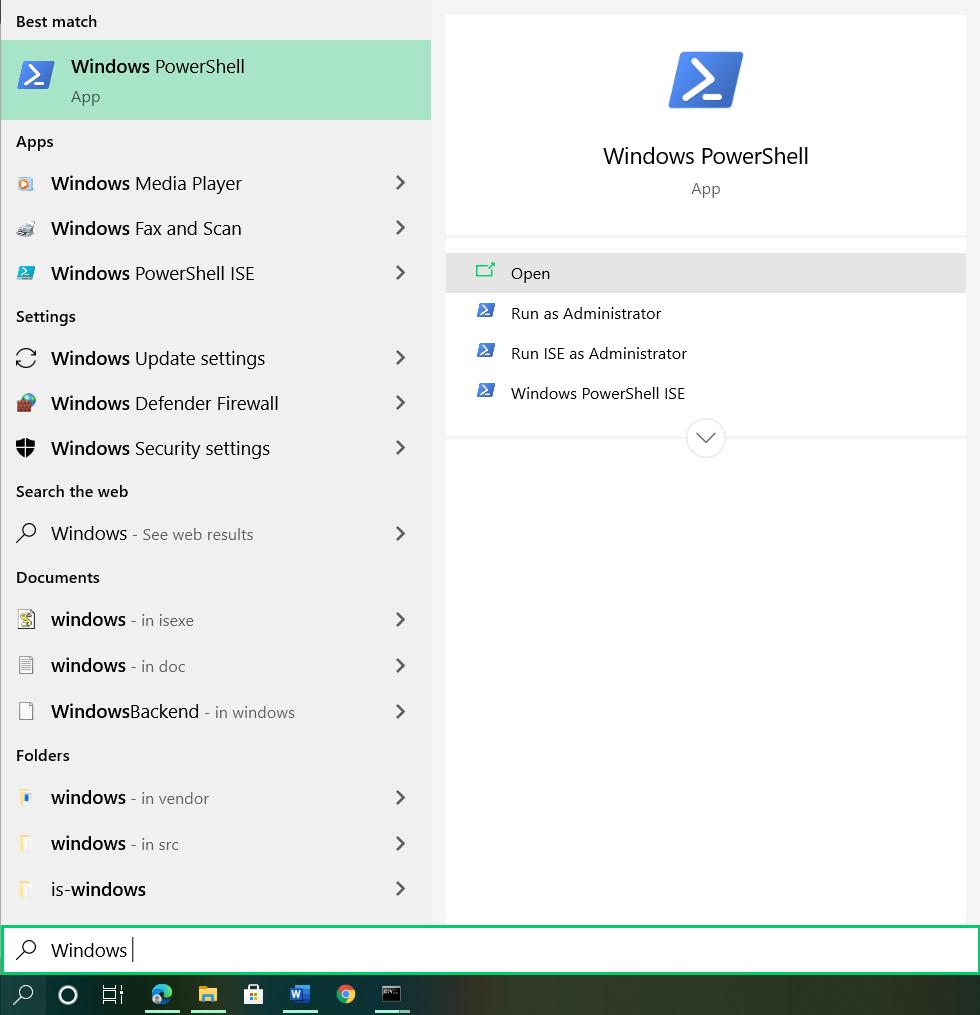 Best match
Windows PowerShell
App
Apps
Windows Media Player
Windows Fax and Scan
Windows PowerShell ISE
Settings
Windows Update settings
Windows Defender Firewall
Windows Security settings
Search the web
Windows - See web results
Documents
windows - in isexe
windows - in doc
WindowsBackend - in windows
Folders
windows - in vendor
windows - in src
is-windows
Windows
Windows PowerShell
App
Open
Run as Administrator
Run ISE as Administrator
Windows PowerShell ISE